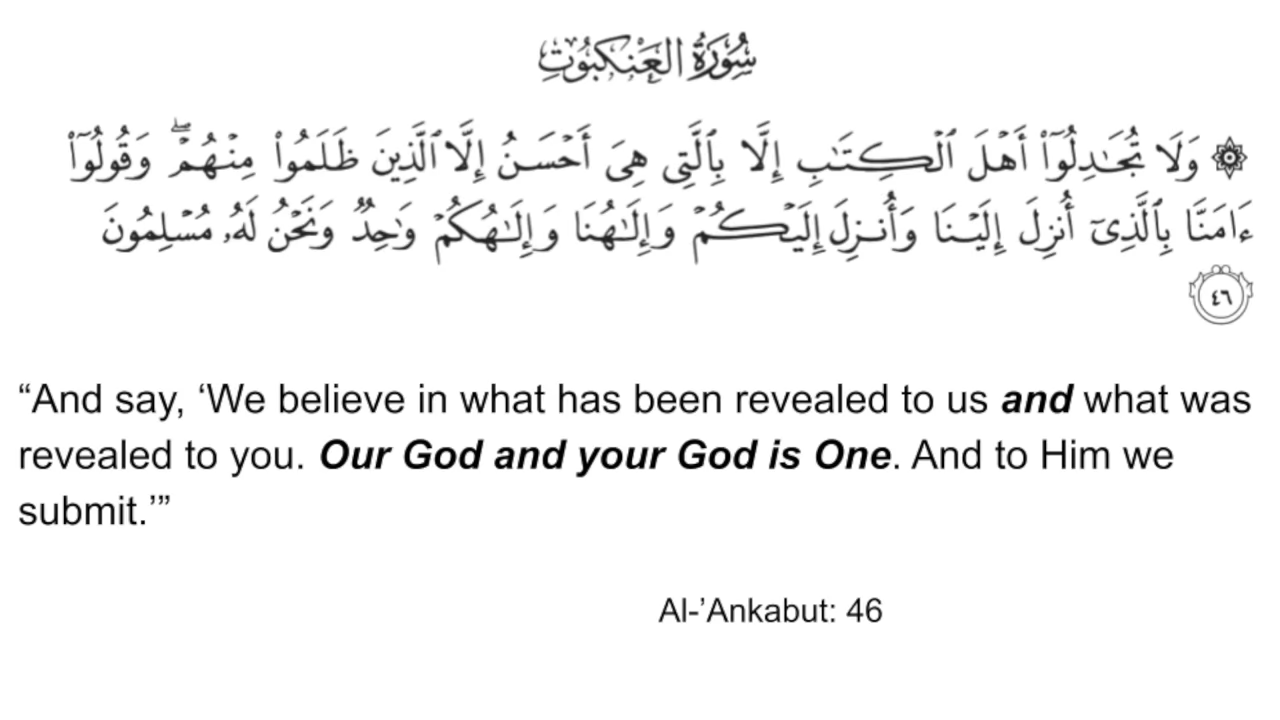 سُورَةُ العَنكَبُوتِ
۞ وَلَا تُجَٰدِلُوٓا۟ أَهْلَ ٱلْكِتَٰبِ إِلَّا بِٱلَّتِى هِىَ أَحْسَنُ إِلَّا ٱلَّذِينَ ظَلَمُوا۟ مِنْهُمْ ۖ وَقُولُوٓا۟
ءَامَنَّا بِٱلَّذِىٓ أُنزِلَ إِلَيْنَا وَأُنزِلَ إِلَيْكُمْ وَإِلَٰهُنَا وَإِلَٰهُكُمْ وَٰحِدٌ وَنَحْنُ لَهُۥ مُسْلِمُونَ
٤٦
“And say, ‘We believe in what has been revealed to us and what was
revealed to you. Our God and your God is One. And to Him we
submit.’”
Al-’Ankabut: 46